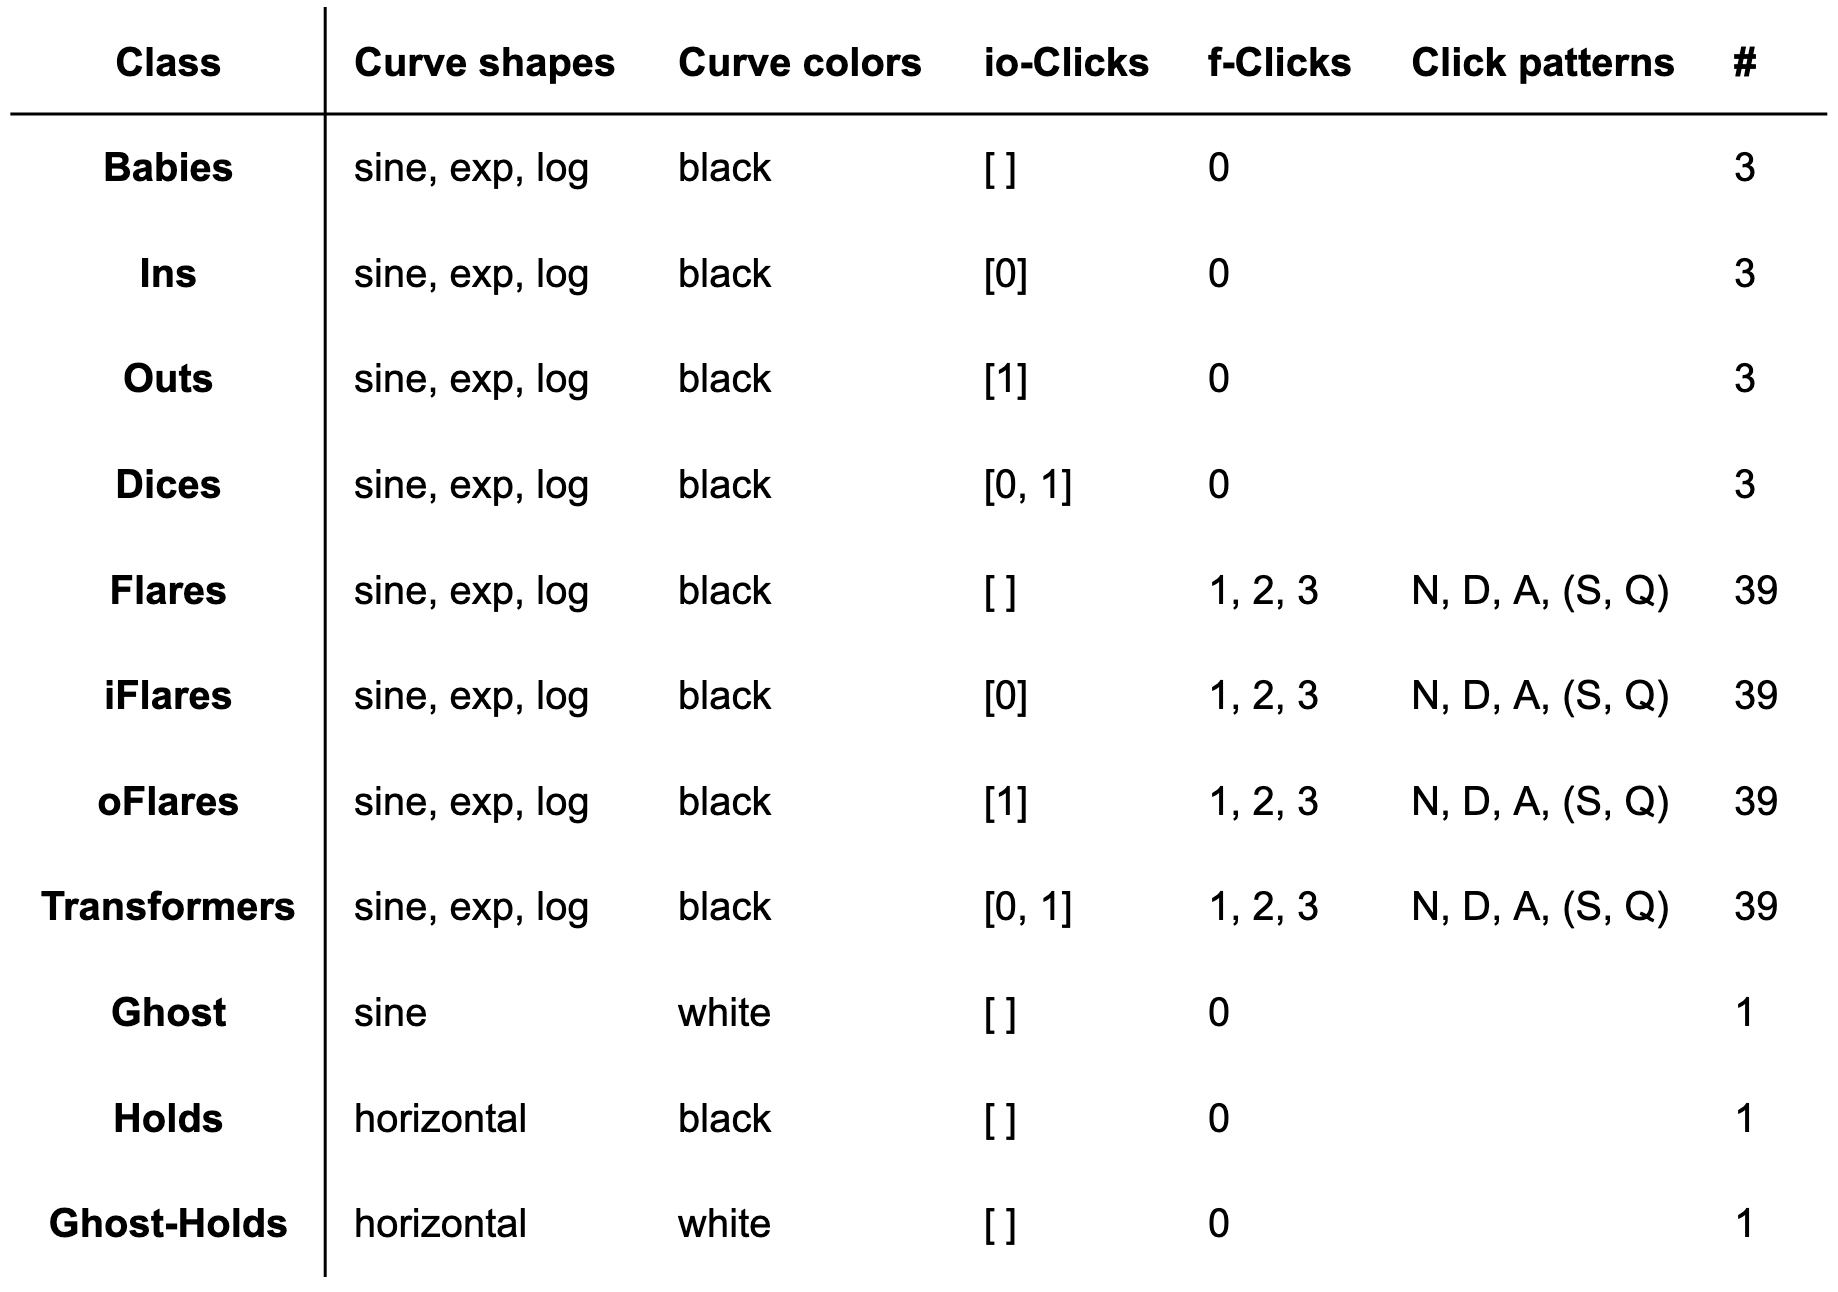 Class Curve shapes Curve colors io-Clicks f-Clicks Click patterns #
Babies sine, exp, log black [ ] 0 3
Ins sine, exp, log black [0] 0 3
Outs sine, exp, log black [1] 0 3
Dices sine, exp, log black [0, 1] 0 3
Flares sine, exp, log black [ ] 1, 2, 3 N, D, A, (S, Q) 39
iFlares sine, exp, log black [0] 1, 2, 3 N, D, A, (S, Q) 39
oFlares sine, exp, log black [1] 1, 2, 3 N, D, A, (S, Q) 39
Transformers sine, exp, log black [0, 1] 1, 2, 3 N, D, A, (S, Q) 39
Ghost sine white [ ] 0 1
Holds horizontal black [ ] 0 1
Ghost-Holds horizontal white [ ] 0 1